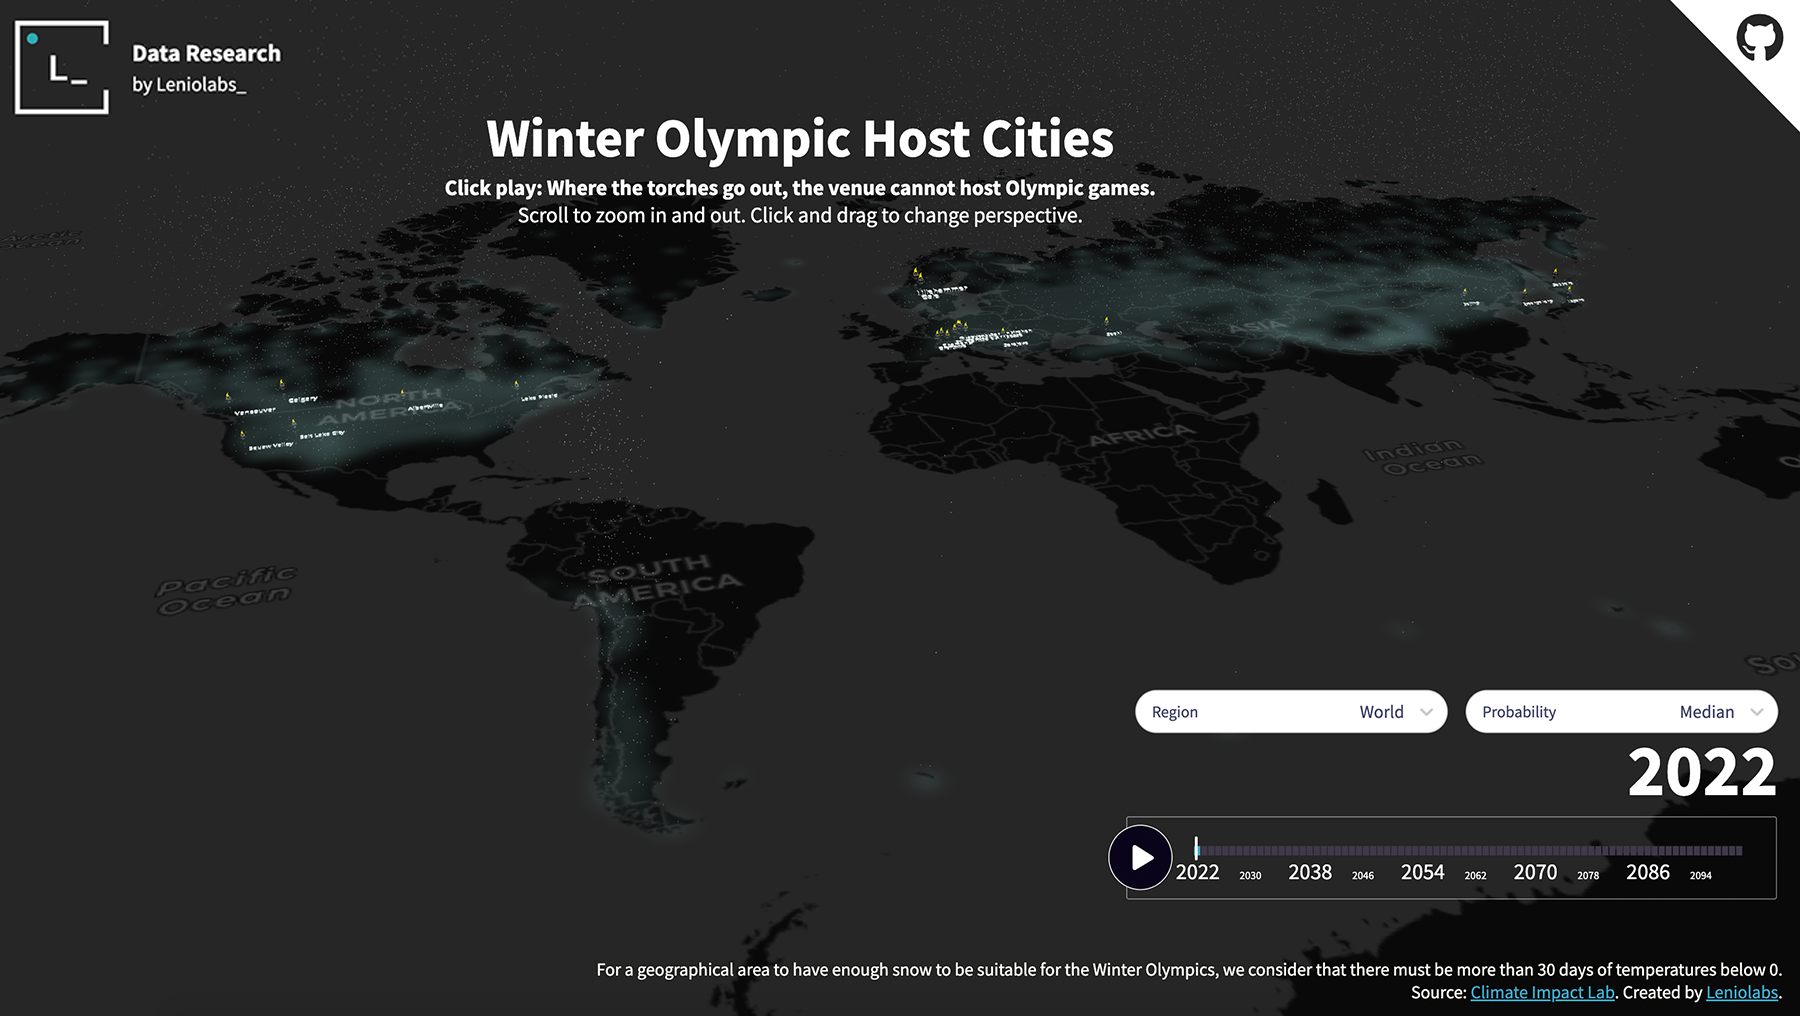 L_
Data Research
by Leniolabs_
Winter Olympic Host Cities
Click play: Where the torches go out, the venue cannot host Olympic games.
Scroll to zoom in and out. Click and drag to change perspective.
ASIA
NORTH
AMERICA
Vancouver
Calgary
Albertville
Lake Placid
Squaw Valley
Salt Lake City
AFRICA
Indian
Ocean
SOUTH
AMERICA
Pacific
Ocean
Region
World
Probability
Median
2022
2022 2030 2038 2046 2054 2062 2070 2078 2086 2094
For a geographical area to have enough snow to be suitable for the Winter Olympics, we consider that there must be more than 30 days of temperatures below 0.
Source: Climate Impact Lab. Created by Leniolabs.